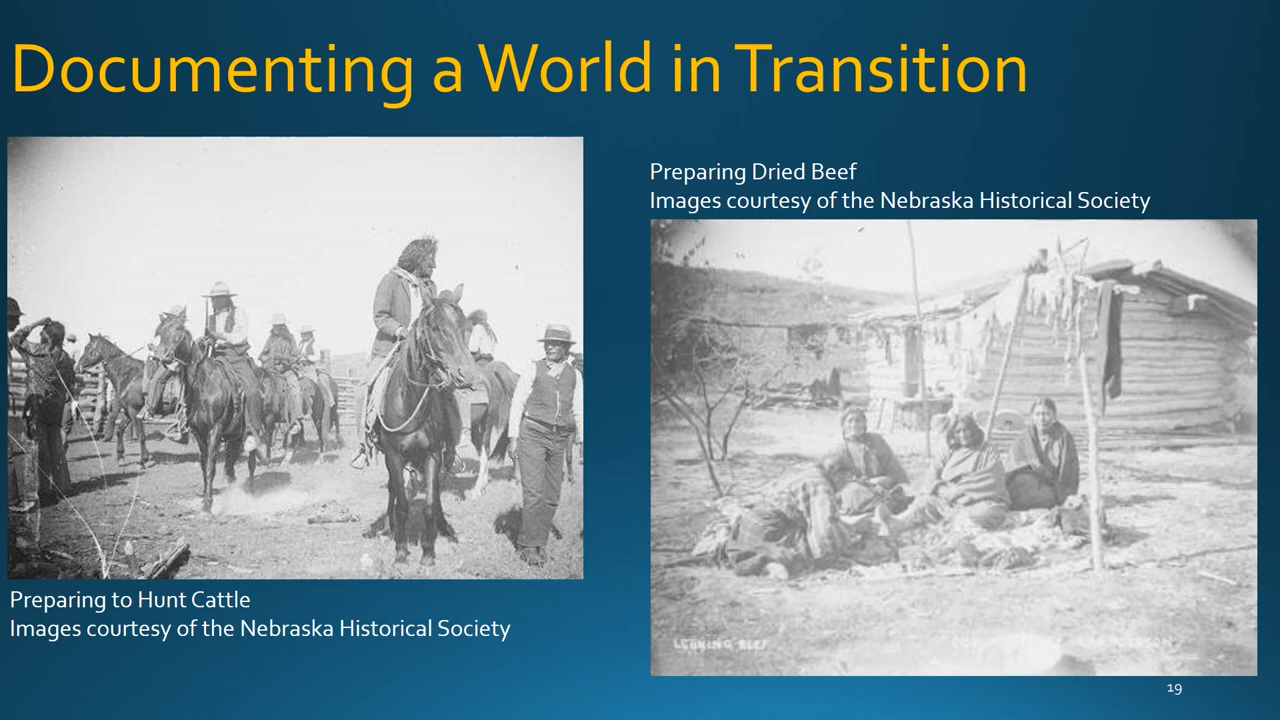 Documenting a World in Transition
Preparing Dried Beef
Images courtesy of the Nebraska Historical Society
BEEF
Preparing to Hunt Cattle
Images courtesy of the Nebraska Historical Society
19